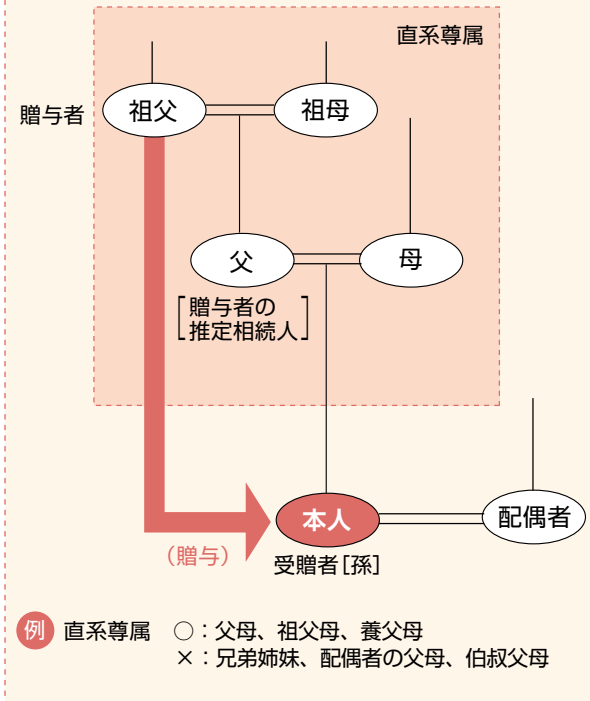 直系尊属
贈与者
祖父
祖母
父
母
[贈与者の
推定相続人]
本人
配偶者
(贈与)
受贈者[孫]
例 直系尊属 ○：父母、祖父母、養父母
×：兄弟姉妹、配偶者の父母、伯叔父母